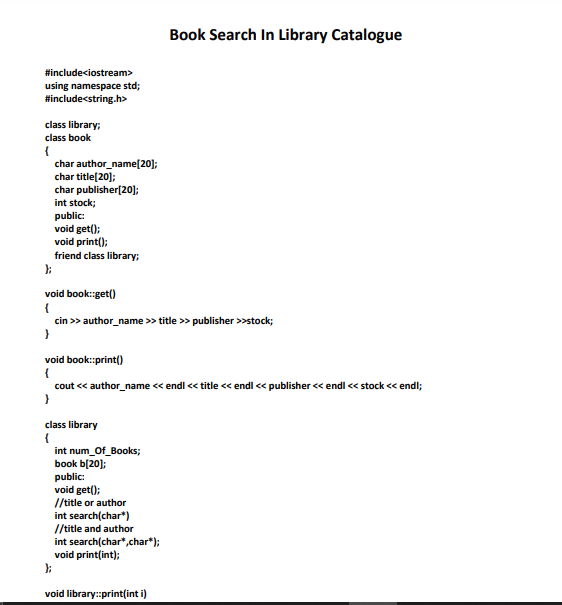 Book Search In Library Catalogue
#include<iostream>
using namespace std;
#include<string.h>
class library;
class book
{
char author_name[20];
char title[20];
char publisher[20];
int stock;
public:
void get();
void print();
friend class library;
};
void book::get()
{
cin >> author_name >> title >> publisher >>stock;
}
void book::print()
{
cout << author_name << endl << title << endl << publisher << endl << stock << endl;
}
class library
{
int num_Of_Books;
book b[20];
public:
void get();
//title or author
int search(char*)
//title and author
int search(char*,char*);
void print(int);
};
void library::print(int i)